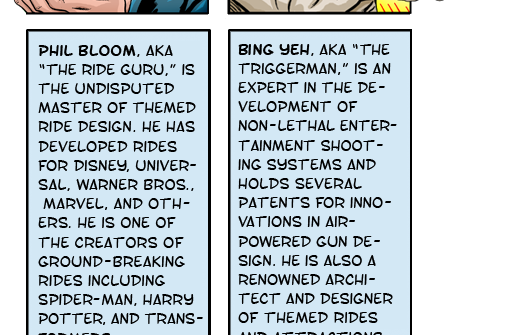 PHIL BLOOM, AKA
"THE RIDE GURU," IS
THE UNDISPUTED
MASTER OF THEMED
RIDE DESIGN. HE HAS
DEVELOPED RIDES
FOR DISNEY, UNIVER-
SAL, WARNER BROS.,
MARVEL, AND OTH-
ERS. HE IS ONE OF
THE CREATORS OF
GROUND-BREAKING
RIDES INCLUDING
SPIDER-MAN, HARRY
POTTER, AND TRANS-
FORMERS
BING YEH, AKA "THE
TRIGGERMAN," IS AN
EXPERT IN THE DE-
VELOPMENT OF
NON-LETHAL ENTER-
TAINMENT SHOOT-
ING SYSTEMS AND
HOLDS SEVERAL
PATENTS FOR INNO-
VATIONS IN AIR-
POWERED GUN DE-
SIGN. HE IS ALSO A
RENOWNED ARCHI-
TECT AND DESIGNER
OF THEMED RIDES
AND ATTRACTIONS